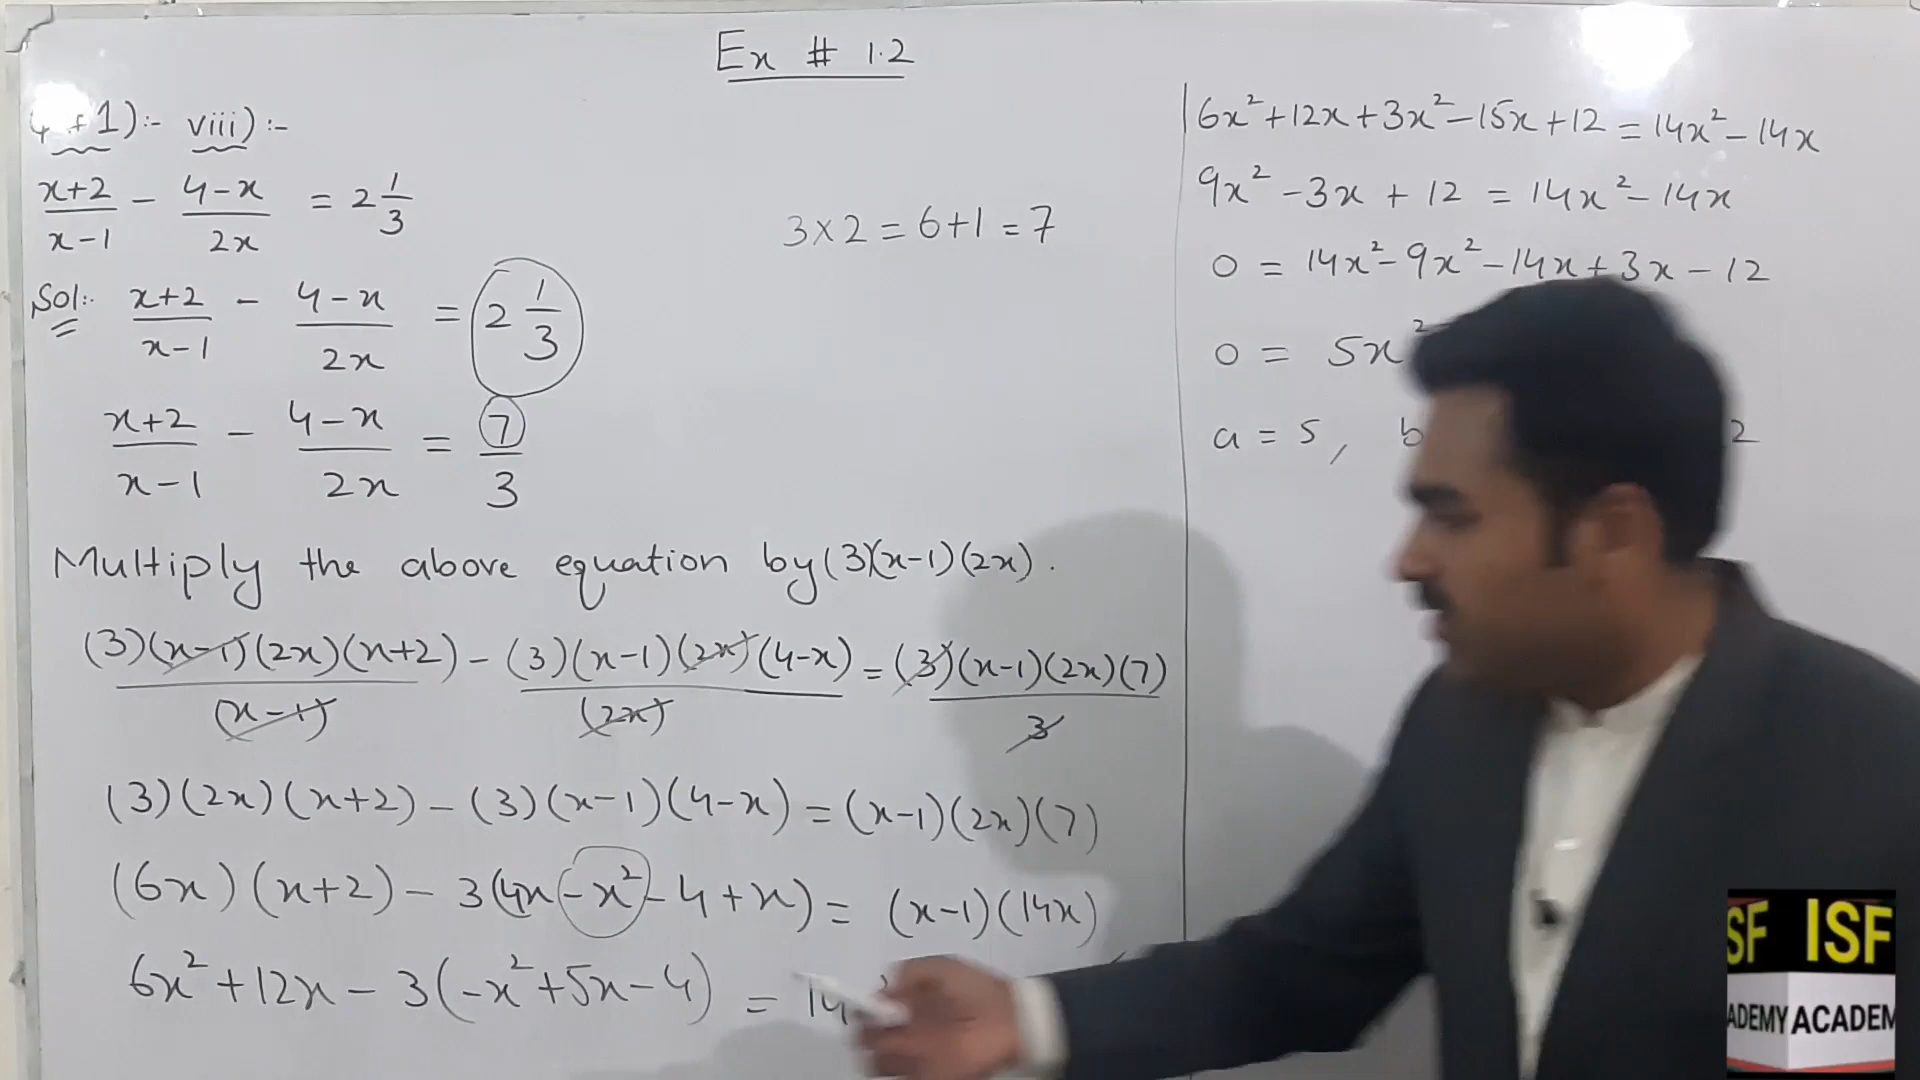 Ex # 1.2
1):- viii):-
x+2/x-1 - 4-x/2x = 2 1/3
Sol:- x+2/x-1 - 4-x/2x = 2 1/3
x+2/x-1 - 4-x/2x = 7/3
3×2 = 6+1 = 7
Multiply the above equation by (3)(x-1)(2x).
(3)(x-1)(2x)(x+2)/(x-1) - (3)(x-1)(2x)(4-x)/(2x) = (3)(x-1)(2x)(7)/3
(3)(2x)(x+2) - (3)(x-1)(4-x) = (x-1)(2x)(7)
(6x)(x+2) - 3(4x-x²-4+x) = (x-1)(14x)
6x²+12x - 3(-x²+5x-4) = 14
6x²+12x+3x²-15x+12 = 14x²-14x
9x²-3x+12 = 14x²-14x
0 = 14x²-9x²-14x+3x-12
0 = 5x²
a = 5, b 2
SF ISF
ADEMY ACADEM